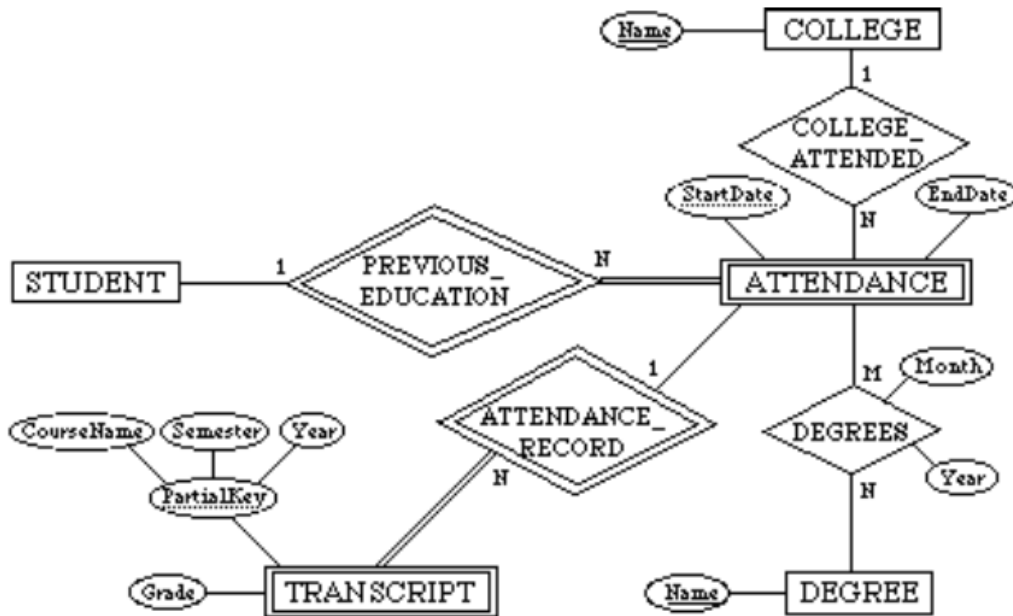 Name
COLLEGE
1
COLLEGE_
ATTENDED
StartDate
EndDate
N
STUDENT
1
PREVIOUS_
EDUCATION
N
ATTENDANCE
1
M
Month
ATTENDANCE_
RECORD
DEGREES
CourseName
Semester
Year
N
N
Year
PartialKey
Grade
TRANSCRIPT
Name
DEGREE